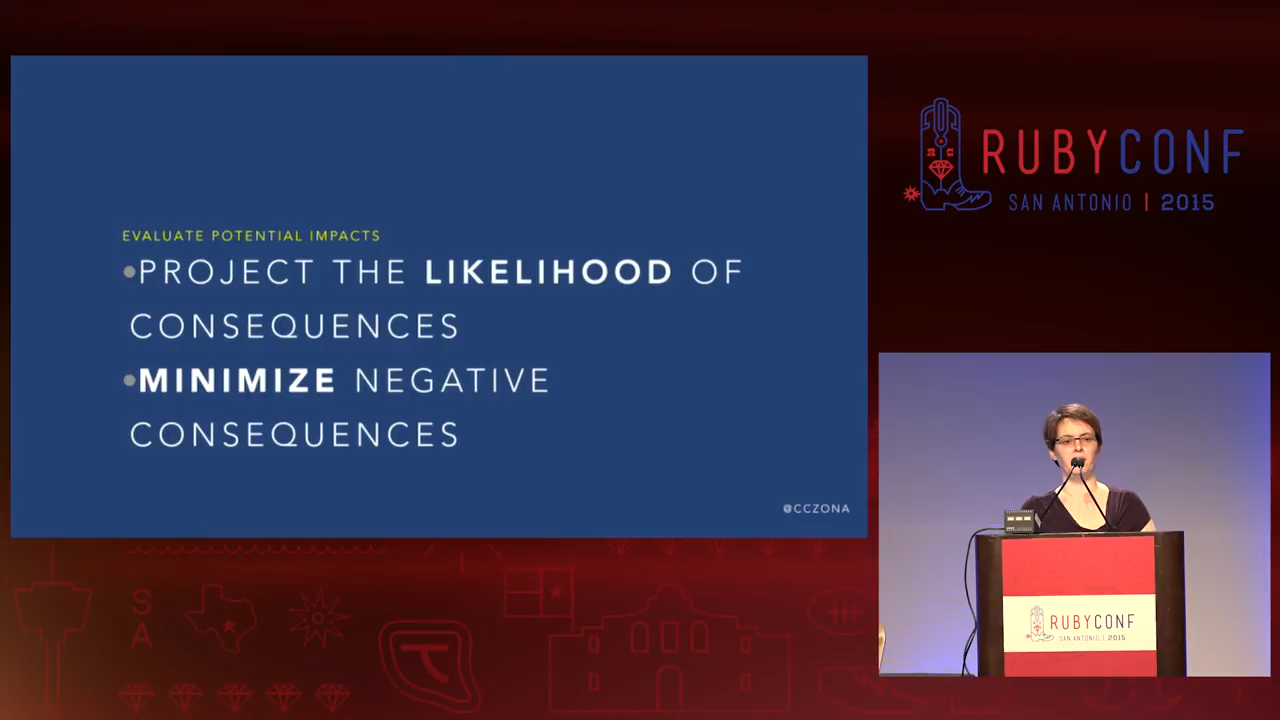 EVALUATE POTENTIAL IMPACTS
•PROJECT THE LIKELIHOOD OF
CONSEQUENCES
•MINIMIZE NEGATIVE
CONSEQUENCES
@CCZONA
RUBYCONF
SAN ANTONIO | 2015
RUBYCONF
SAN ANTONIO | 2015
S
A